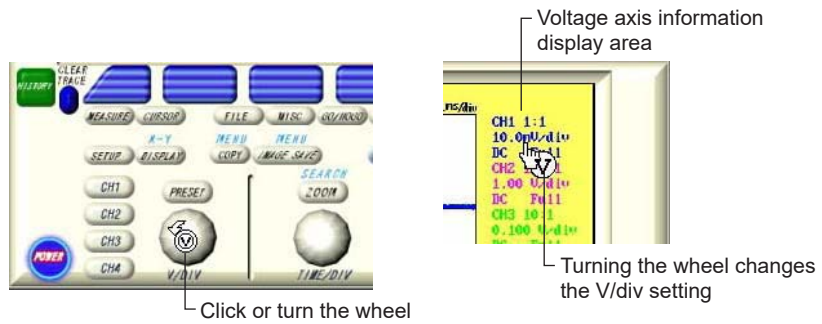 Voltage axis information
display area
CLEAR
TRACE
HISTORY
MEASURE CURSOR FILE MISC GO/NOGO
X-Y MENU MENU
SETUP DISPLAY COPY IMAGE SAVE
SEARCH
CH1 PRESET ZOOM
CH2
CH3
CH4
POWER
V/DIV TIME/DIV
V
Click or turn the wheel
ns/div
CH1 1:1
DC Full
CH2
1.00 V/div
DC Full
CH3 10:1
0.100 V/div
V
Turning the wheel changes
the V/div setting